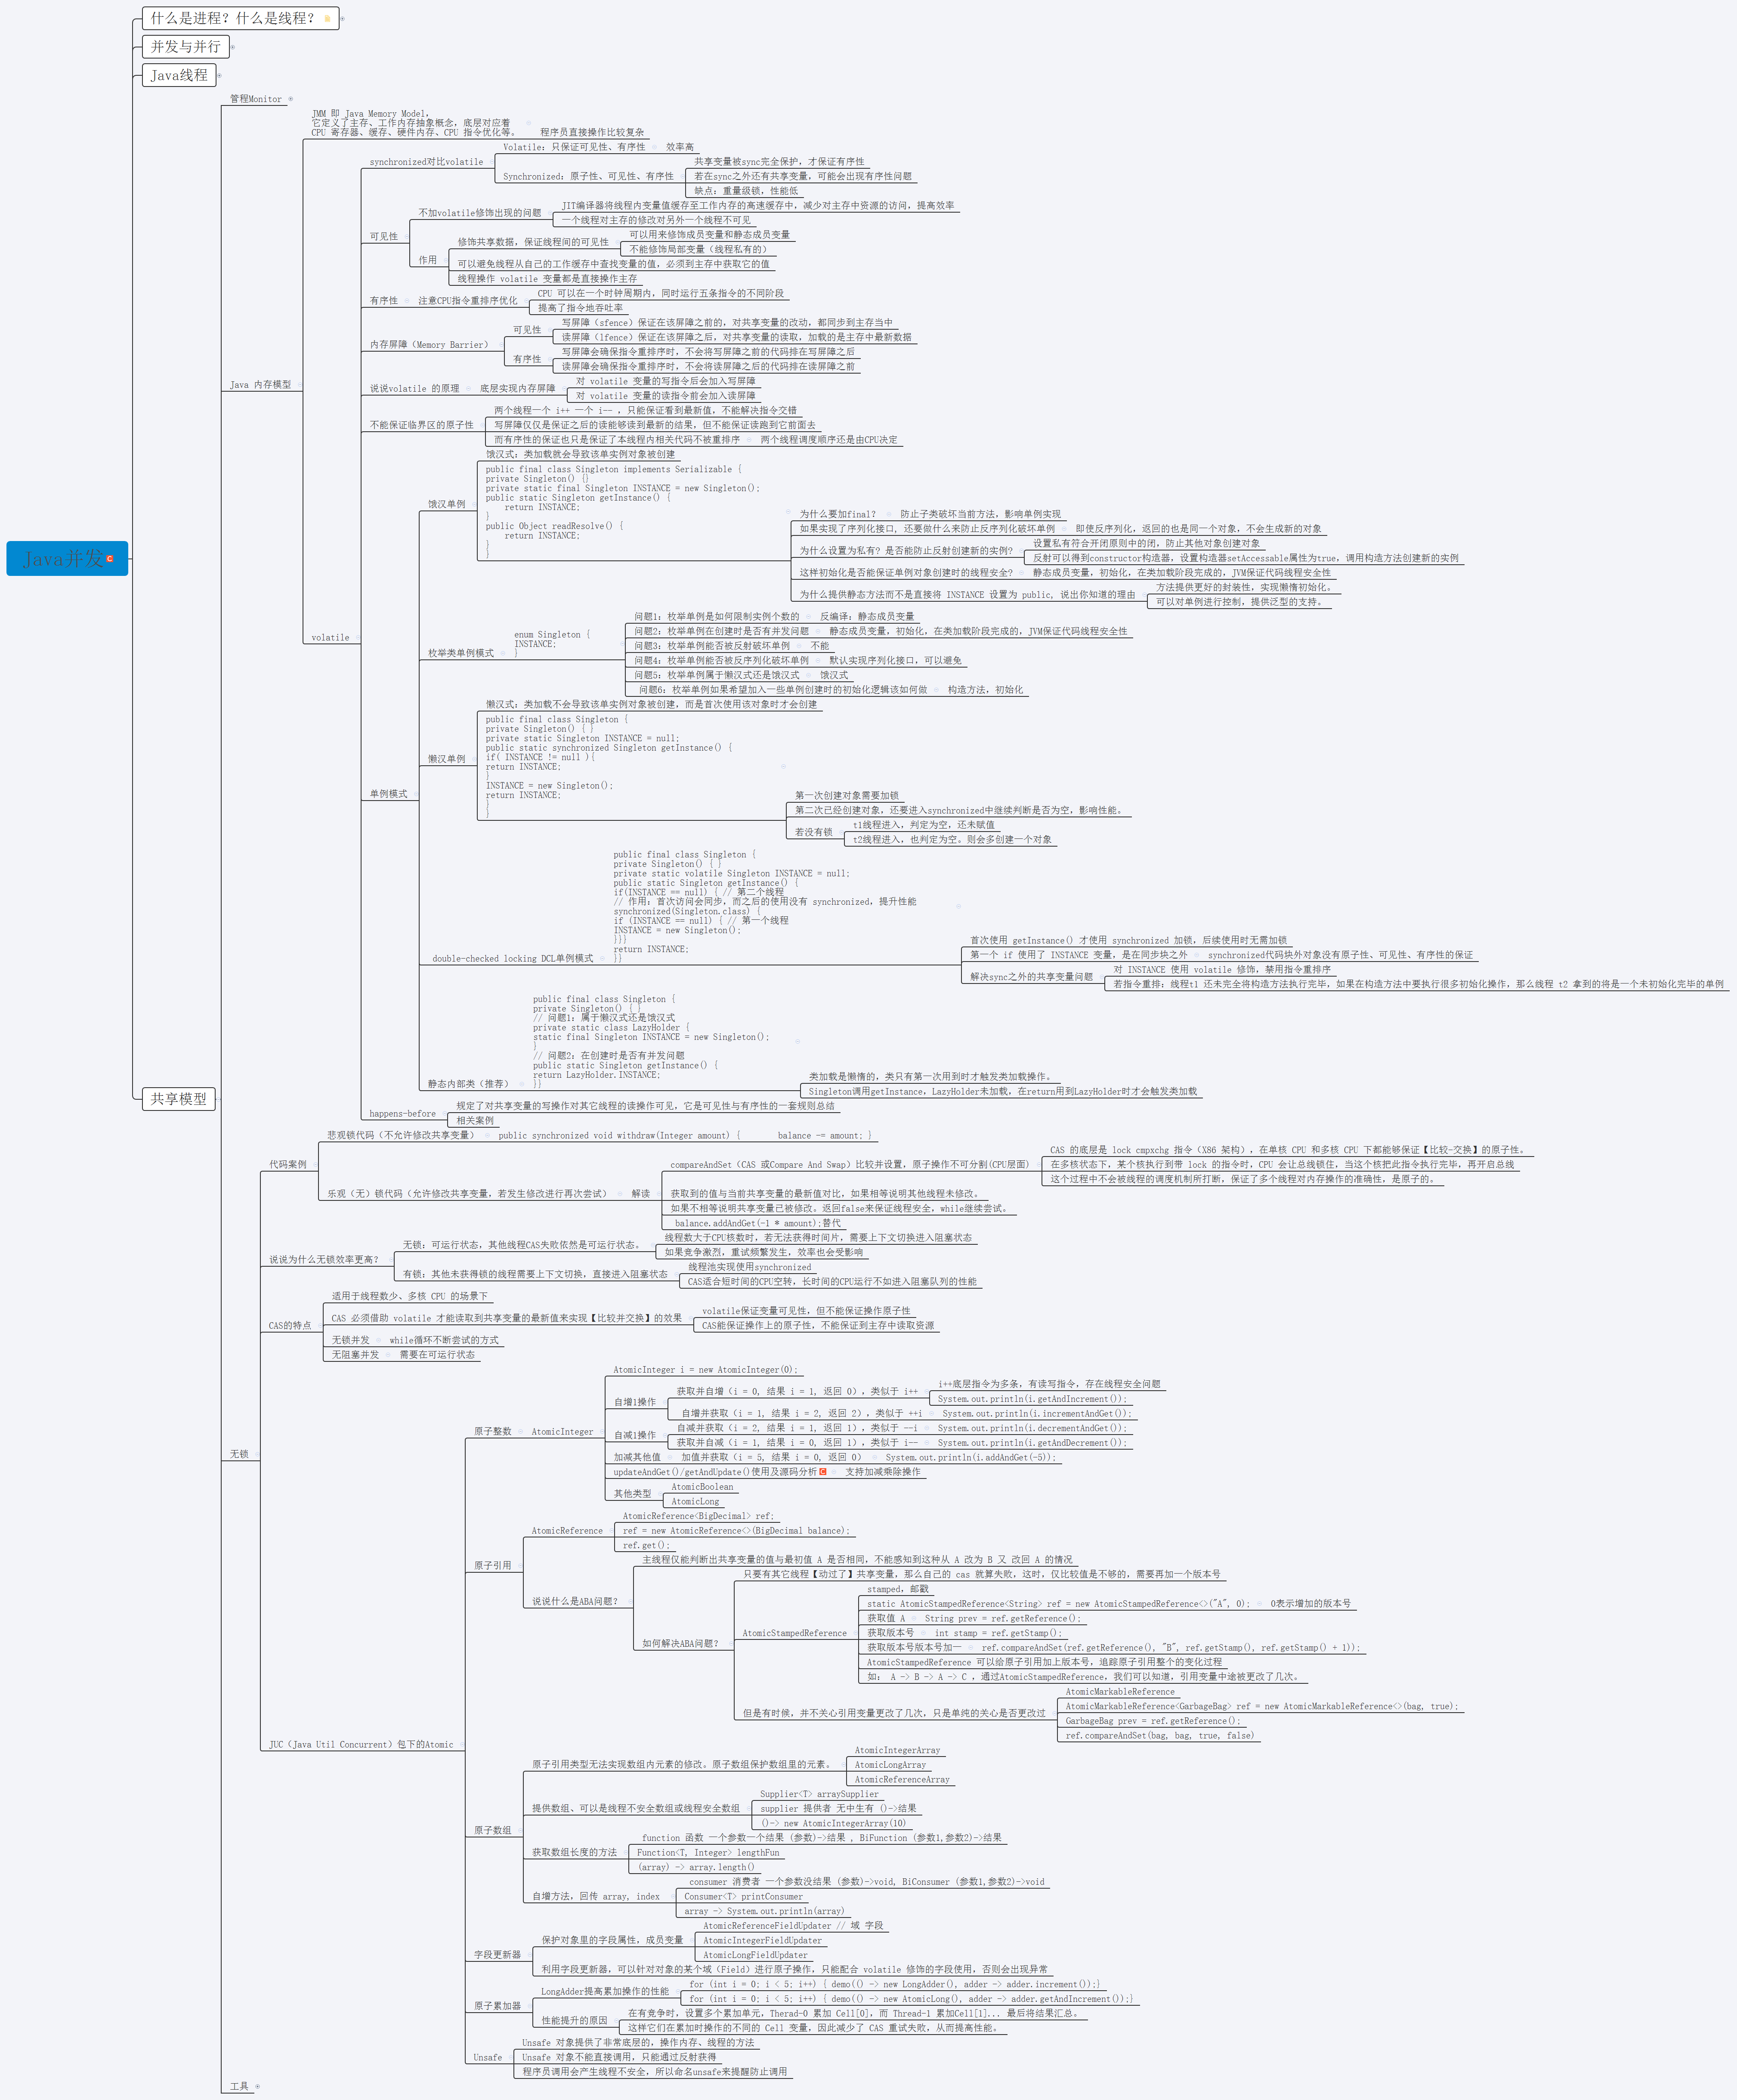 什么是进程？什么是线程？
并发与并行
Java线程
管程Monitor
JMM 即 Java Memory Model，
它定义了主存、工作内存抽象概念，底层对应着
CPU 寄存器、缓存、硬件内存、CPU 指令优化等。
程序员直接操作比较复杂
Volatile：只保证可见性、有序性
效率高
synchronized对比volatile
共享变量被sync完全保护，才保证有序性
Synchronized：原子性、可见性、有序性
若在sync之外还有共享变量，可能会出现有序性问题
缺点：重量级锁，性能低
JIT编译器将线程内变量值缓存至工作内存的高速缓存中，减少对主存中资源的访问，提高效率
不加volatile修饰出现的问题
一个线程对主存的修改对另外一个线程不可见
可见性
可以用来修饰成员变量和静态成员变量
修饰共享数据，保证线程间的可见性
不能修饰局部变量（线程私有的）
作用
可以避免线程从自己的工作缓存中查找变量的值，必须到主存中获取它的值
线程操作 volatile 变量都是直接操作主存
CPU 可以在一个时钟周期内，同时运行五条指令的不同阶段
有序性
注意CPU指令重排序优化
提高了指令地吞吐率
写屏障（sfence）保证在该屏障之前的，对共享变量的改动，都同步到主存当中
可见性
读屏障（lfence）保证在该屏障之后，对共享变量的读取，加载的是主存中最新数据
内存屏障（Memory Barrier）
写屏障会确保指令重排序时，不会将写屏障之前的代码排在写屏障之后
有序性
读屏障会确保指令重排序时，不会将读屏障之后的代码排在读屏障之前
Java 内存模型
对 volatile 变量的写指令后会加入写屏障
说说volatile 的原理
底层实现内存屏障
对 volatile 变量的读指令前会加入读屏障
两个线程一个 i++ 一个 i-- ，只能保证看到最新值，不能解决指令交错
不能保证临界区的原子性
写屏障仅仅是保证之后的读能够读到最新的结果，但不能保证读跑到它前面去
而有序性的保证也只是保证了本线程内相关代码不被重排序
两个线程调度顺序还是由CPU决定
饿汉式：类加载就会导致该单实例对象被创建
public final class Singleton implements Serializable {
private Singleton() {}
private static final Singleton INSTANCE = new Singleton();
public static Singleton getInstance() {
return INSTANCE;
}
public Object readResolve() {
return INSTANCE;
}
}
饿汉单例
为什么要加final？
防止子类破坏当前方法，影响单例实现
如果实现了序列化接口, 还要做什么来防止反序列化破坏单例
即使反序列化，返回的也是同一个对象，不会生成新的对象
设置私有符合开闭原则中的闭，防止其他对象创建对象
为什么设置为私有? 是否能防止反射创建新的实例?
反射可以得到constructor构造器，设置构造器setAccessable属性为true，调用构造方法创建新的实例
Java并发
这样初始化是否能保证单例对象创建时的线程安全?
静态成员变量，初始化，在类加载阶段完成的，JVM保证代码线程安全性
方法提供更好的封装性，实现懒惰初始化。
为什么提供静态方法而不是直接将 INSTANCE 设置为 public, 说出你知道的理由
可以对单例进行控制，提供泛型的支持。
volatile
enum Singleton {
INSTANCE;
}
枚举类单例模式
问题1：枚举单例是如何限制实例个数的
反编译：静态成员变量
问题2：枚举单例在创建时是否有并发问题
静态成员变量，初始化，在类加载阶段完成的，JVM保证代码线程安全性
问题3：枚举单例能否被反射破坏单例
不能
问题4：枚举单例能否被反序列化破坏单例
默认实现序列化接口，可以避免
问题5：枚举单例属于懒汉式还是饿汉式
饿汉式
问题6：枚举单例如果希望加入一些单例创建时的初始化逻辑该如何做
构造方法，初始化
懒汉式：类加载不会导致该单实例对象被创建，而是首次使用该对象时才会创建
public final class Singleton {
private Singleton() { }
private static Singleton INSTANCE = null;
public static synchronized Singleton getInstance() {
if( INSTANCE != null ){
return INSTANCE;
}
INSTANCE = new Singleton();
return INSTANCE;
}
{
懒汉单例
单例模式
第一次创建对象需要加锁
第二次已经创建对象，还要进入synchronized中继续判断是否为空，影响性能。
t1线程进入，判定为空，还未赋值
若没有锁
t2线程进入，也判定为空。则会多创建一个对象
public final class Singleton {
private Singleton() { }
private static volatile Singleton INSTANCE = null;
public static Singleton getInstance() {
if(INSTANCE == null) { // 第二个线程
// 作用：首次访问会同步，而之后的使用没有 synchronized，提升性能
synchronized(Singleton.class) {
if (INSTANCE == null) { // 第一个线程
INSTANCE = new Singleton();
}}}
return INSTANCE;
}}
double-checked locking DCL单例模式
首次使用 getInstance() 才使用 synchronized 加锁，后续使用时无需加锁
第一个 if 使用了 INSTANCE 变量，是在同步块之外
synchronized代码块外对象没有原子性、可见性、有序性的保证
对 INSTANCE 使用 volatile 修饰，禁用指令重排序
解决sync之外的共享变量问题
若指令重排：线程t1 还未完全将构造方法执行完毕，如果在构造方法中要执行很多初始化操作，那么线程 t2 拿到的将是一个未初始化完毕的单例
public final class Singleton {
private Singleton() { }
// 问题1：属于懒汉式还是饿汉式
private static class LazyHolder {
static final Singleton INSTANCE = new Singleton();
}
// 问题2：在创建时是否有并发问题
public static Singleton getInstance() {
return LazyHolder.INSTANCE;
}}
静态内部类（推荐）
类加载是懒惰的，类只有第一次用到时才触发类加载操作。
Singleton调用getInstance，LazyHolder未加载，在return用到LazyHolder时才会触发类加载
共享模型
happens-before
规定了对共享变量的写操作对其它线程的读操作可见，它是可见性与有序性的一套规则总结
相关案例
悲观锁代码（不允许修改共享变量）
public synchronized void withdraw(Integer amount) { balance -= amount; }
代码案例
CAS 的底层是 lock cmpxchg 指令（X86 架构），在单核 CPU 和多核 CPU 下都能够保证【比较-交换】的原子性。
compareAndSet（CAS 或Compare And Swap）比较并设置，原子操作不可分割(CPU层面)
在多核状态下，某个核执行到带 lock 的指令时，CPU 会让总线锁住，当这个核把此指令执行完毕，再开启总线
这个过程中不会被线程的调度机制所打断，保证了多个线程对内存操作的准确性，是原子的。
乐观（无）锁代码（允许修改共享变量，若发生修改进行再次尝试）
解读
获取到的值与当前共享变量的最新值对比，如果相等说明其他线程未修改。
如果不相等说明共享变量已被修改。返回false来保证线程安全，while继续尝试。
balance.addAndGet(-1 * amount);替代
线程数大于CPU核数时，若无法获得时间片，需要上下文切换进入阻塞状态
无锁：可运行状态，其他线程CAS失败依然是可运行状态。
如果竞争激烈，重试频繁发生，效率也会受影响
说说为什么无锁效率更高？
线程池实现使用synchronized
有锁：其他未获得锁的线程需要上下文切换，直接进入阻塞状态
CAS适合短时间的CPU空转，长时间的CPU运行不如进入阻塞队列的性能
适用于线程数少、多核 CPU 的场景下
CAS的特点
volatile保证变量可见性，但不能保证操作原子性
CAS 必须借助 volatile 才能读取到共享变量的最新值来实现【比较并交换】的效果
CAS能保证操作上的原子性，不能保证到主存中读取资源
无锁并发
while循环不断尝试的方式
无阻塞并发
需要在可运行状态
无锁
AtomicInteger i = new AtomicInteger(0);
i++底层指令为多条，有读写指令，存在线程安全问题
获取并自增（i = 0, 结果 i = 1, 返回 0），类似于 i++
System.out.println(i.getAndIncrement());
自增1操作
自增并获取（i = 1, 结果 i = 2, 返回 2），类似于 ++i
System.out.println(i.incrementAndGet());
自减并获取（i = 2, 结果 i = 1, 返回 1），类似于 --i
System.out.println(i.decrementAndGet());
原子整数
AtomicInteger
自减1操作
获取并自减（i = 1, 结果 i = 0, 返回 1），类似于 i--
System.out.println(i.getAndDecrement());
加减其他值
加值并获取（i = 5, 结果 i = 0, 返回 0）
System.out.println(i.addAndGet(-5));
updateAndGet()/getAndUpdate()使用及源码分析
支持加减乘除操作
AtomicBoolean
其他类型
AtomicLong
AtomicReference<BigDecimal> ref;
AtomicReference
ref = new AtomicReference<>(BigDecimal balance);
ref.get();
原子引用
主线程仅能判断出共享变量的值与最初值 A 是否相同，不能感知到这种从 A 改为 B 又 改回 A 的情况
说说什么是ABA问题？
只要有其它线程【动过了】共享变量，那么自己的 cas 就算失败，这时，仅比较值是不够的，需要再加一个版本号
如何解决ABA问题？
stamped，邮戳
static AtomicStampedReference<String> ref = new AtomicStampedReference<>("A", 0);
0表示增加的版本号
获取值 A
String prev = ref.getReference();
AtomicStampedReference
获取版本号
int stamp = ref.getStamp();
获取版本号版本号加一
ref.compareAndSet(ref.getReference(), "B", ref.getStamp(), ref.getStamp() + 1));
AtomicStampedReference 可以给原子引用加上版本号，追踪原子引用整个的变化过程
如： A -> B -> A -> C ，通过AtomicStampedReference，我们可以知道，引用变量中途被更改了几次。
AtomicMarkableReference
AtomicMarkableReference<GarbageBag> ref = new AtomicMarkableReference<>(bag, true);
但是有时候，并不关心引用变量更改了几次，只是单纯的关心是否更改过
GarbageBag prev = ref.getReference();
ref.compareAndSet(bag, bag, true, false)
JUC（Java Util Concurrent）包下的Atomic
AtomicIntegerArray
原子引用类型无法实现数组内元素的修改。原子数组保护数组里的元素。
AtomicLongArray
AtomicReferenceArray
Supplier<T> arraySupplier
提供数组、可以是线程不安全数组或线程安全数组
supplier 提供者 无中生有 ()->结果
()-> new AtomicIntegerArray(10)
原子数组
function 函数 一个参数一个结果 (参数)->结果 , BiFunction (参数1,参数2)->结果
获取数组长度的方法
Function<T, Integer> lengthFun
(array) -> array.length()
consumer 消费者 一个参数没结果 (参数)->void, BiConsumer (参数1,参数2)->void
自增方法，回传 array, index
Consumer<T> printConsumer
array -> System.out.println(array)
AtomicReferenceFieldUpdater // 域 字段
保护对象里的字段属性，成员变量
AtomicIntegerFieldUpdater
字段更新器
AtomicLongFieldUpdater
利用字段更新器，可以针对对象的某个域（Field）进行原子操作，只能配合 volatile 修饰的字段使用，否则会出现异常
for (int i = 0; i < 5; i++) { demo(() -> new LongAdder(), adder -> adder.increment());}
LongAdder提高累加操作的性能
for (int i = 0; i < 5; i++) { demo(() -> new AtomicLong(), adder -> adder.getAndIncrement());}
原子累加器
在有竞争时，设置多个累加单元，Therad-0 累加 Cell[0]，而 Thread-1 累加Cell[1]... 最后将结果汇总。
性能提升的原因
这样它们在累加时操作的不同的 Cell 变量，因此减少了 CAS 重试失败，从而提高性能。
Unsafe 对象提供了非常底层的，操作内存、线程的方法
Unsafe
Unsafe 对象不能直接调用，只能通过反射获得
程序员调用会产生线程不安全，所以命名unsafe来提醒防止调用
工具